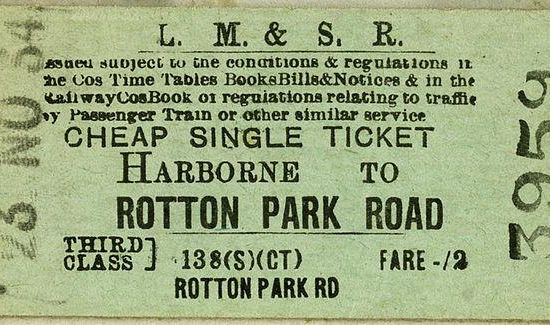 L. M. & S. R.
Issued subject to the conditions & regulations in
the Cos Time Tables Books Bills & Notices & in the
Railway Cos Book of regulations relating to traffic
by Passenger Train or other similar service
CHEAP SINGLE TICKET
HARBORNE TO
ROTTON PARK ROAD
THIRD CLASS] 138(S)(CT) FARE -/2
ROTTON PARK RD
3959
23 NO 34